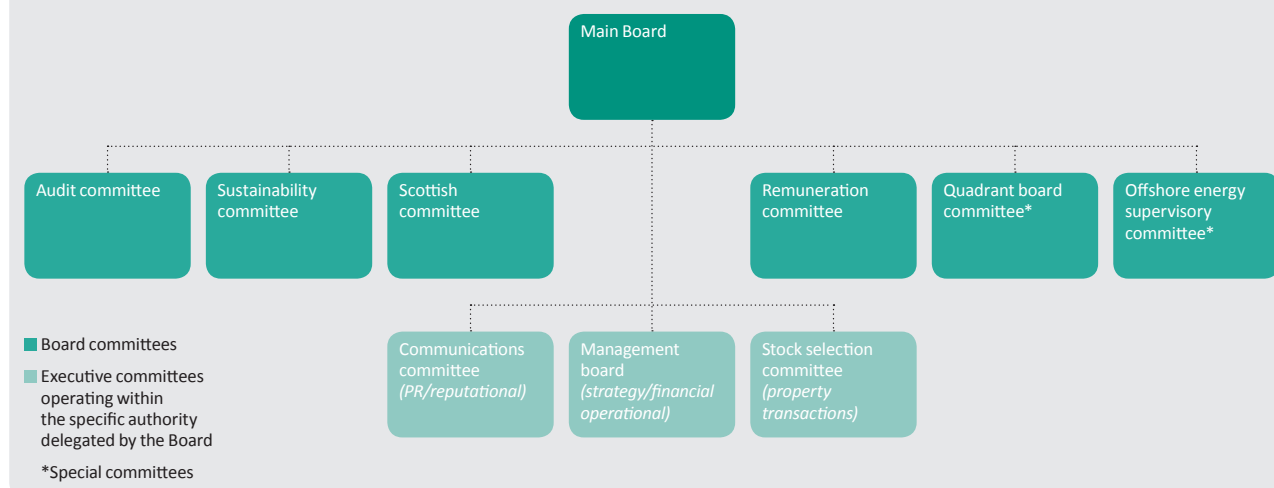 Main Board
Audit committee
Sustainability
committee
Scottish
committee
Remuneration
committee
Quadrant board
committee*
Offshore energy
supervisory
committee*
Communications
committee
(PR/reputational)
Management
board
(strategy/financial
operational)
Stock selection
committee
(property
transactions)
Board committees
Executive committees
operating within
the specific authority
delegated by the Board
*Special committees